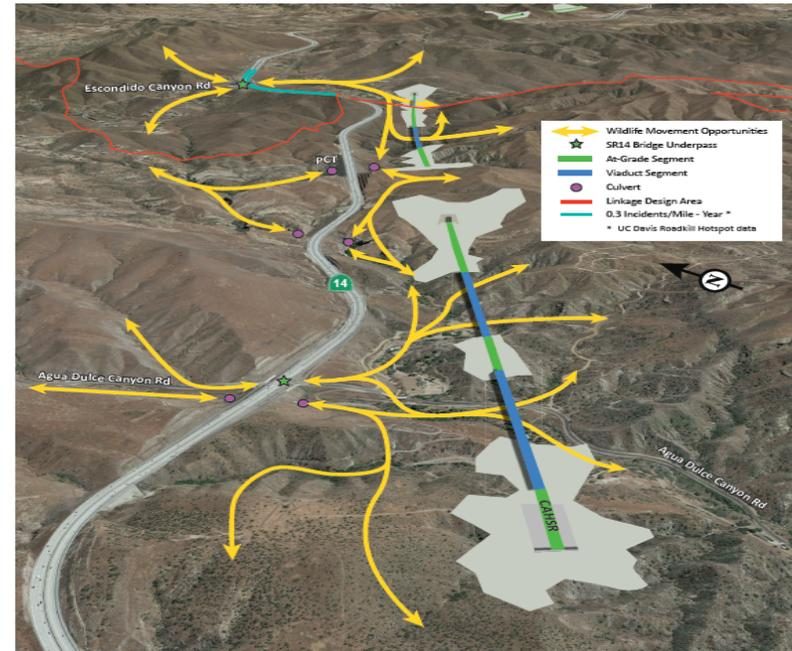 Escondido Canyon Rd
PCT
Wildlife Movement Opportunities
SR14 Bridge Underpass
At-Grade Segment
Viaduct Segment
Culvert
Linkage Design Area
0.3 Incidents/Mile - Year *
* UC Davis Roadkill Hotspot data
N
14
Agua Dulce Canyon Rd
Agua Dulce Canyon Rd
CAHSR